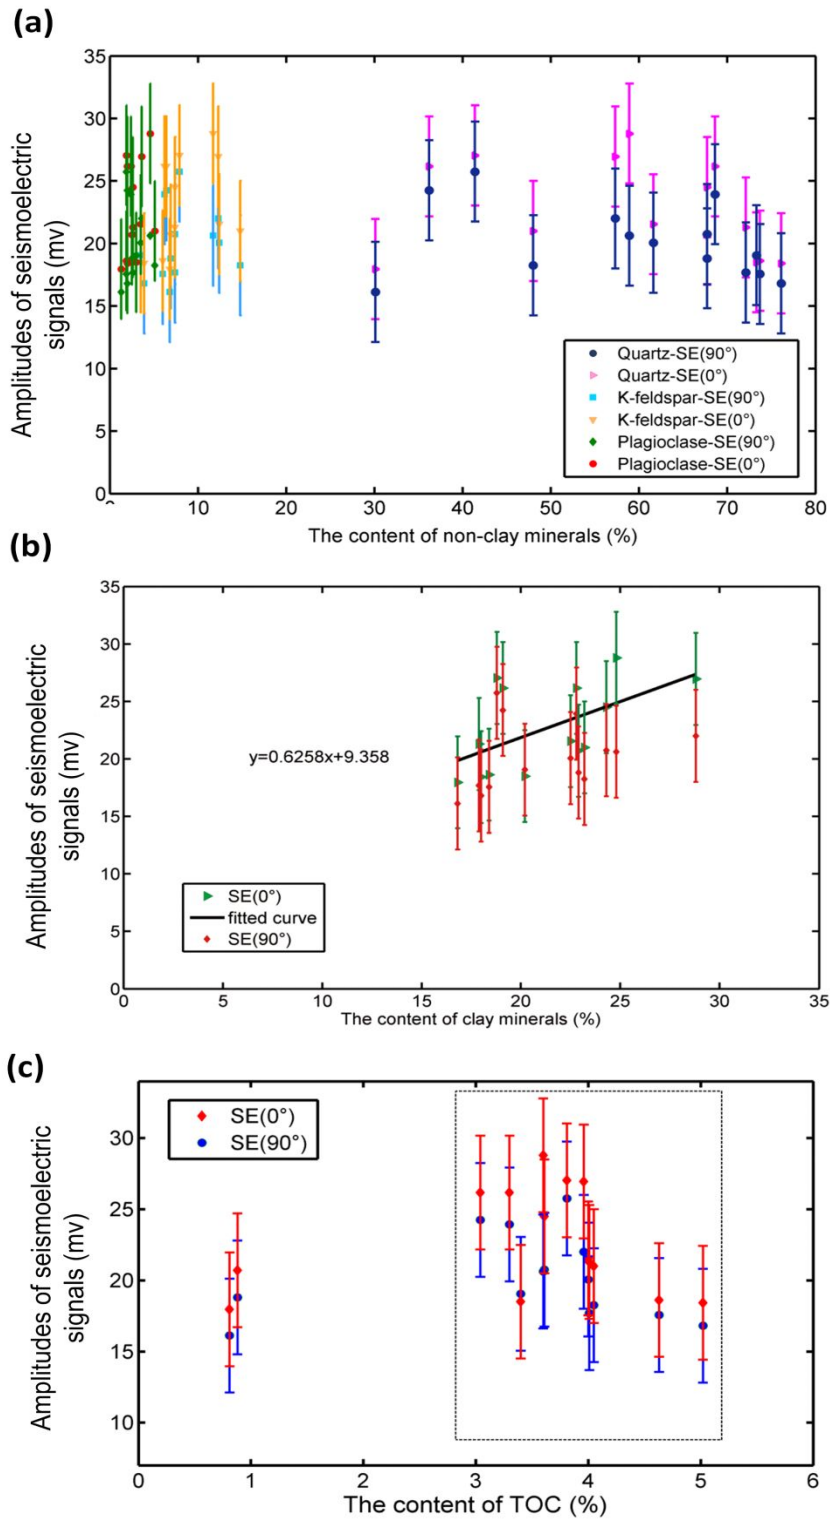 (a)
35
30
25
20
15
10
5
0
Amplitudes of seismoelectric
signals (mv)
Quartz-SE(90°)
Quartz-SE(0°)
K-feldspar-SE(90°)
K-feldspar-SE(0°)
Plagioclase-SE(90°)
Plagioclase-SE(0°)
10 20 30 40 50 60 70 80
The content of non-clay minerals (%)
(b)
35
30
25
20
15
10
5
0
Amplitudes of seismoelectric
signals (mv)
y=0.6258x+9.358
SE(0°)
fitted curve
SE(90°)
0 5 10 15 20 25 30 35
The content of clay minerals (%)
(c)
30
25
20
15
10
Amplitudes of seismoelectric
signals (mv)
SE(0°)
SE(90°)
0 1 2 3 4 5 6
The content of TOC (%)